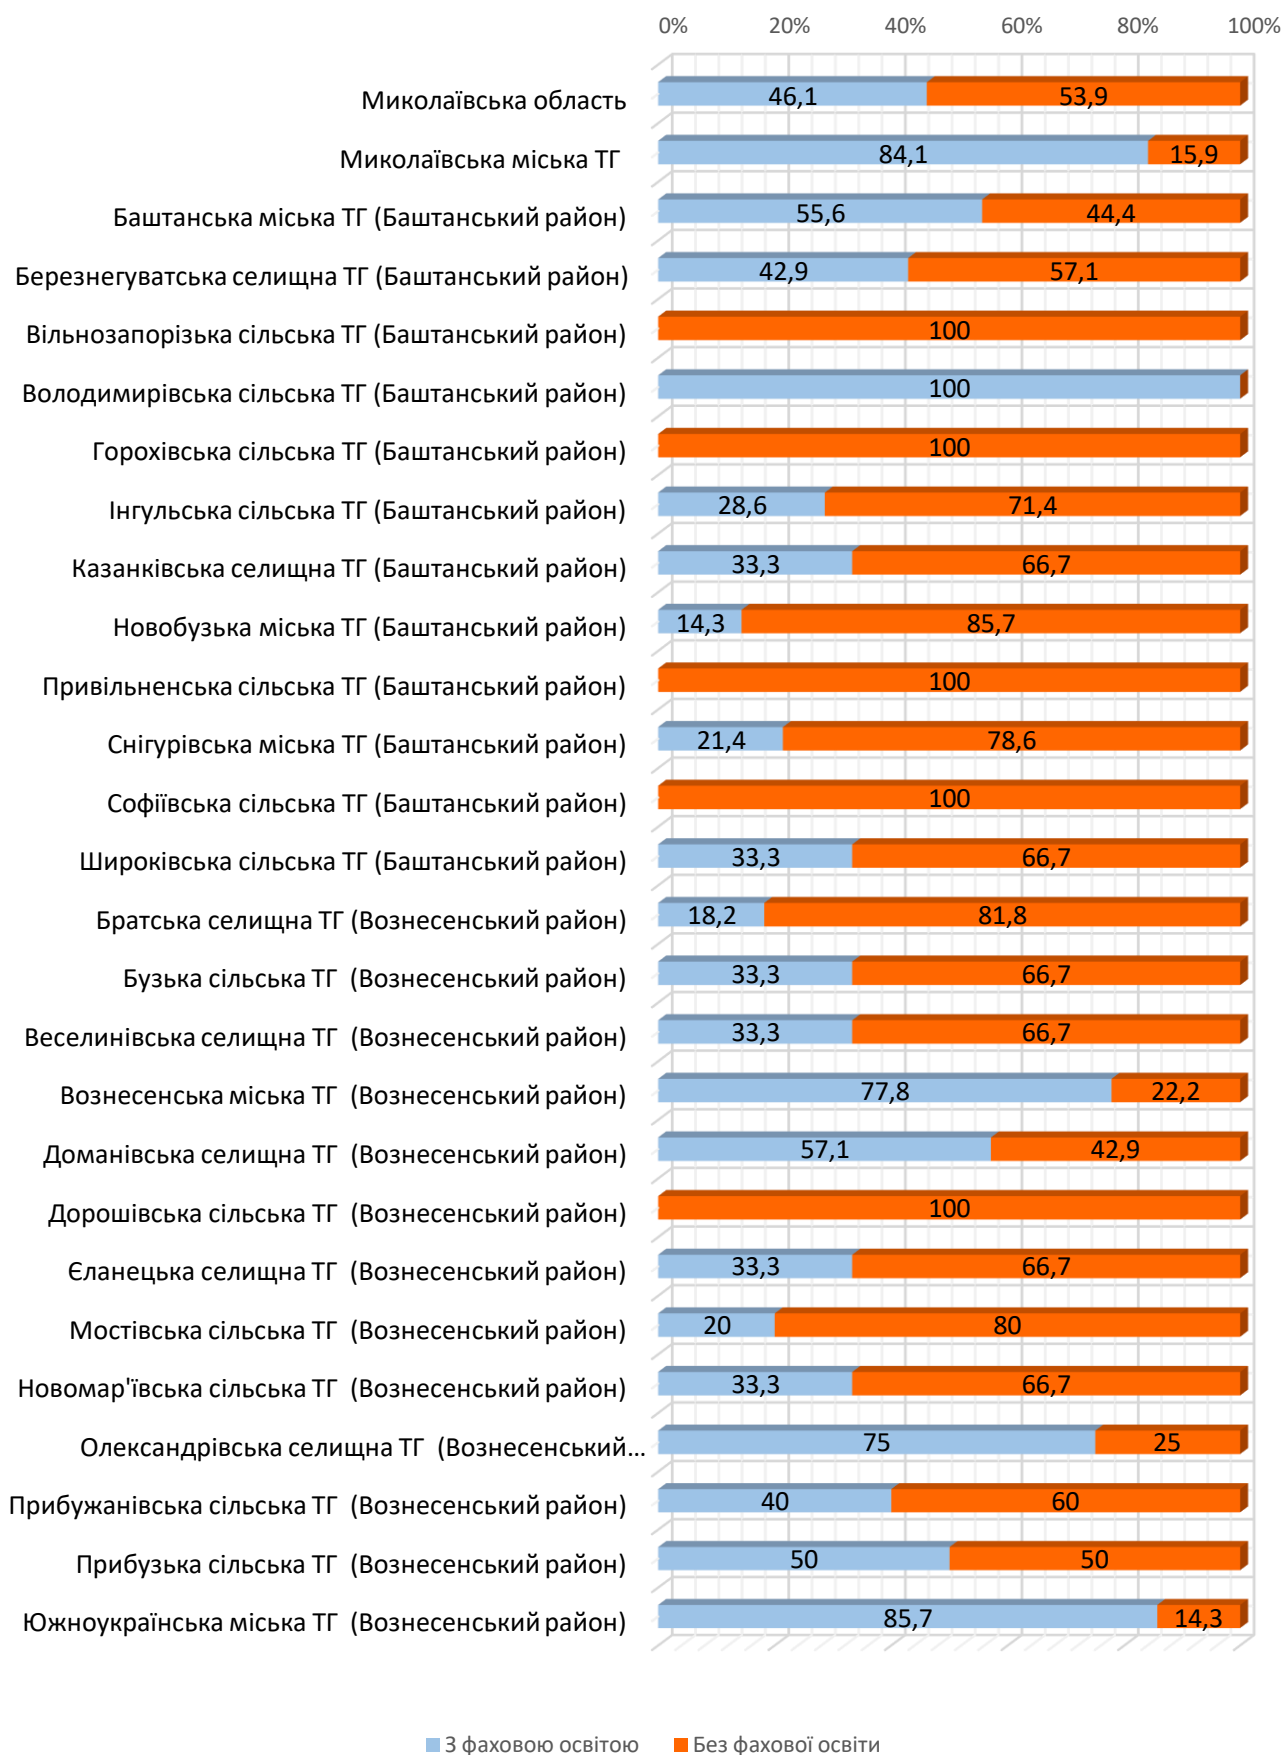 0% 20% 40% 60% 80% 100%
Миколаївська область 46,1 53,9
Миколаївська міська ТГ 84,1 15,9
Баштанська міська ТГ (Баштанський район) 55,6 44,4
Березнегуватська селищна ТГ (Баштанський район) 42,9 57,1
Вільнозапорізька сільська ТГ (Баштанський район) 100
Володимирівська сільська ТГ (Баштанський район) 100
Горохівська сільська ТГ (Баштанський район) 100
Інгульська сільська ТГ (Баштанський район) 28,6 71,4
Казанківська селищна ТГ (Баштанський район) 33,3 66,7
Новобузька міська ТГ (Баштанський район) 14,3 85,7
Привільненська сільська ТГ (Баштанський район) 100
Снігурівська міська ТГ (Баштанський район) 21,4 78,6
Софіївська сільська ТГ (Баштанський район) 100
Широківська сільська ТГ (Баштанський район) 33,3 66,7
Братська селищна ТГ (Вознесенський район) 18,2 81,8
Бузька сільська ТГ (Вознесенський район) 33,3 66,7
Веселинівська селищна ТГ (Вознесенський район) 33,3 66,7
Вознесенська міська ТГ (Вознесенський район) 77,8 22,2
Доманівська селищна ТГ (Вознесенський район) 57,1 42,9
Дорошівська сільська ТГ (Вознесенський район) 100
Єланецька селищна ТГ (Вознесенський район) 33,3 66,7
Мостівська сільська ТГ (Вознесенський район) 20 80
Новомар'ївська сільська ТГ (Вознесенський район) 33,3 66,7
Олександрівська селищна ТГ (Вознесенський... 75 25
Прибужанівська сільська ТГ (Вознесенський район) 40 60
Прибузька сільська ТГ (Вознесенський район) 50 50
Южноукраїнська міська ТГ (Вознесенський район) 85,7 14,3
З фаховою освітою Без фахової освіти